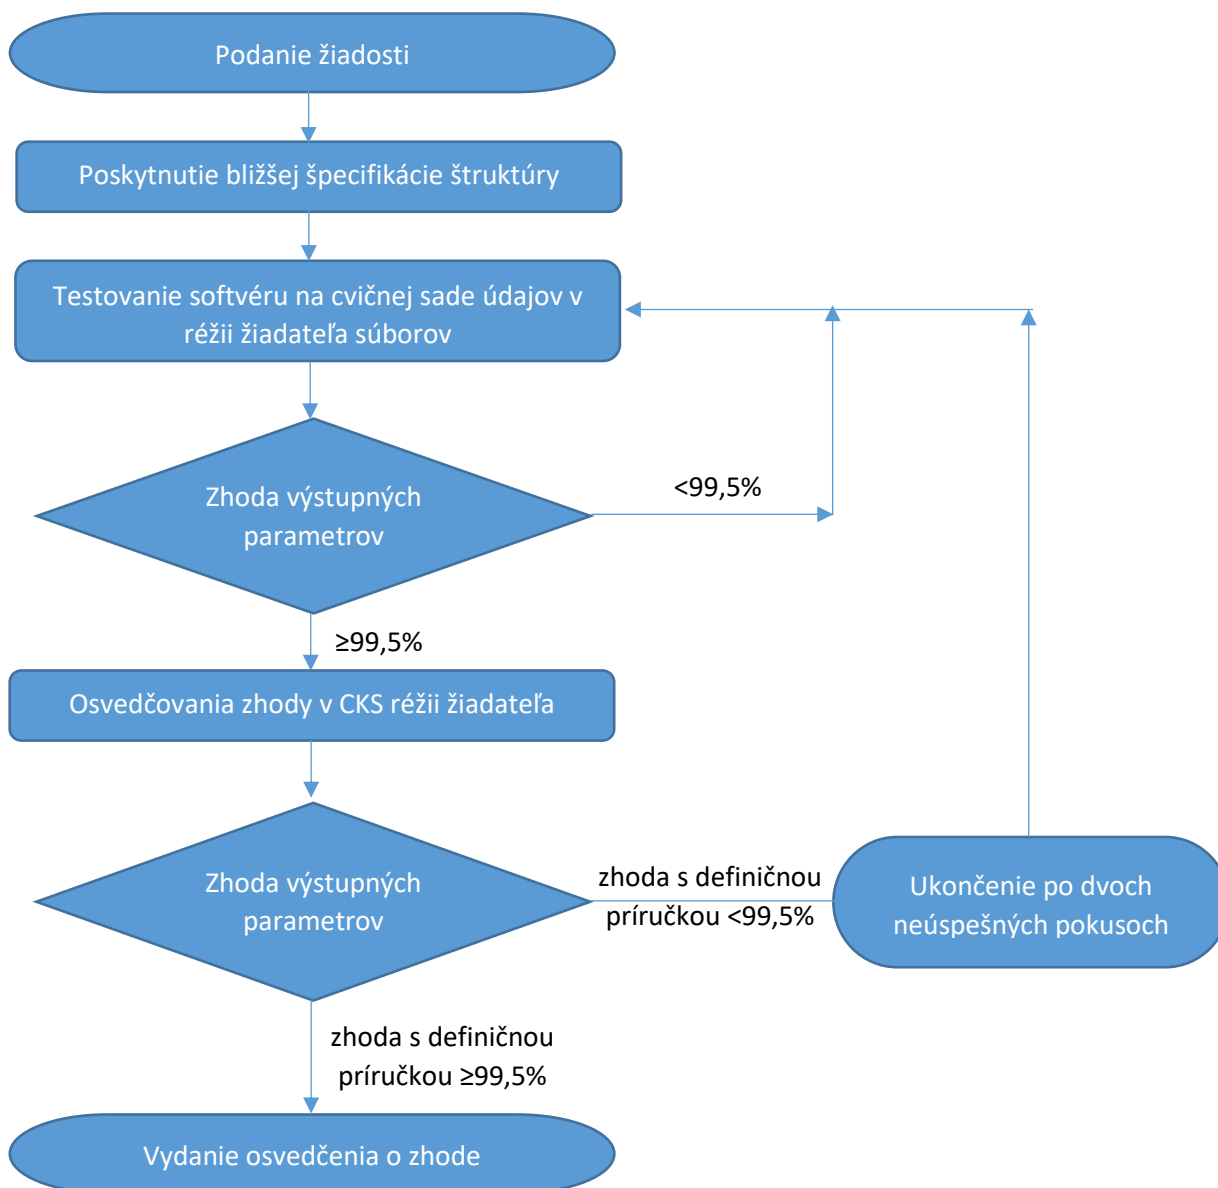 Podanie žiadosti
Poskytnutie bližšej špecifikácie štruktúry
Testovanie softvéru na cvičnej sade údajov v
réžii žiadateľa súborov
Zhoda výstupných
parametrov
<99,5%
≥99,5%
Osvedčovania zhody v CKS réžii žiadateľa
Zhoda výstupných
parametrov
zhoda s definičnou
príručkou <99,5%
Ukončenie po dvoch
neúspešných pokusoch
zhoda s definičnou
príručkou ≥99,5%
Vydanie osvedčenia o zhode